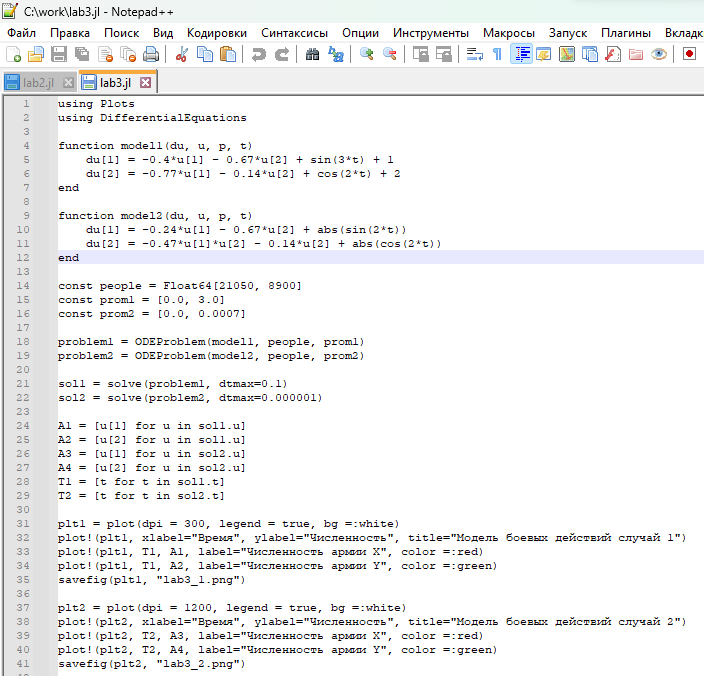 C:\work\lab3.jl - Notepad++
Файл Правка Поиск Вид Кодировки Синтаксисы Опции Инструменты Макросы Запуск Плагины Вкладк
lab2.jl lab3.jl
1 using Plots
2 using DifferentialEquations
3
4 function model1(du, u, p, t)
5 du[1] = -0.4*u[1] - 0.67*u[2] + sin(3*t) + 1
6 du[2] = -0.77*u[1] - 0.14*u[2] + cos(2*t) + 2
7 end
8
9 function model2(du, u, p, t)
10 du[1] = -0.24*u[1] - 0.67*u[2] + abs(sin(2*t))
11 du[2] = -0.47*u[1]*u[2] - 0.14*u[2] + abs(cos(2*t))
12 end
13
14 const people = Float64[21050, 8900]
15 const prom1 = [0.0, 3.0]
16 const prom2 = [0.0, 0.0007]
17
18 problem1 = ODEProblem(model1, people, prom1)
19 problem2 = ODEProblem(model2, people, prom2)
20
21 sol1 = solve(problem1, dtmax=0.1)
22 sol2 = solve(problem2, dtmax=0.000001)
23
24 A1 = [u[1] for u in sol1.u]
25 A2 = [u[2] for u in sol1.u]
26 A3 = [u[1] for u in sol2.u]
27 A4 = [u[2] for u in sol2.u]
28 T1 = [t for t in sol1.t]
29 T2 = [t for t in sol2.t]
30
31 plt1 = plot(dpi = 300, legend = true, bg =:white)
32 plot!(plt1, xlabel="Время", ylabel="Численность", title="Модель боевых действий случай 1")
33 plot!(plt1, T1, A1, label="Численность армии X", color =:red)
34 plot!(plt1, T1, A2, label="Численность армии Y", color =:green)
35 savefig(plt1, "lab3_1.png")
36
37 plt2 = plot(dpi = 1200, legend = true, bg =:white)
38 plot!(plt2, xlabel="Время", ylabel="Численность", title="Модель боевых действий случай 2")
39 plot!(plt2, T2, A3, label="Численность армии X", color =:red)
40 plot!(plt2, T2, A4, label="Численность армии Y", color =:green)
41 savefig(plt2, "lab3_2.png")